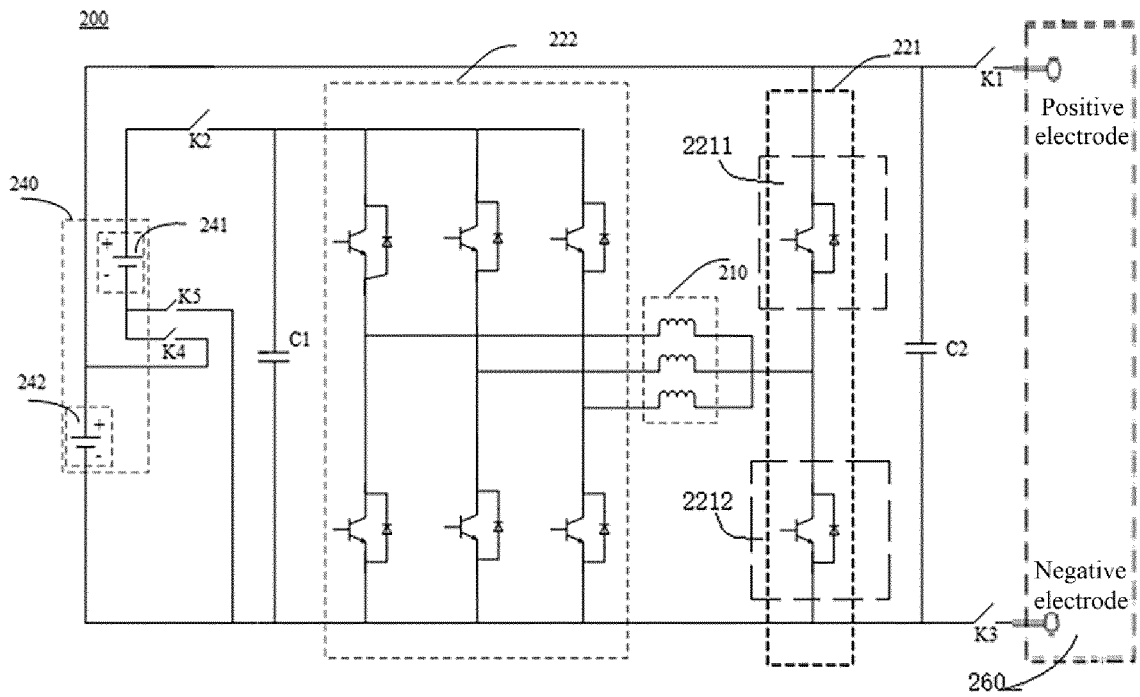 200
222
221
K1
Positive
electrode
K2
2211
240
241
+
-
210
K5
K4
C1
C2
242
+
-
2212
Negative
electrode
K3
260